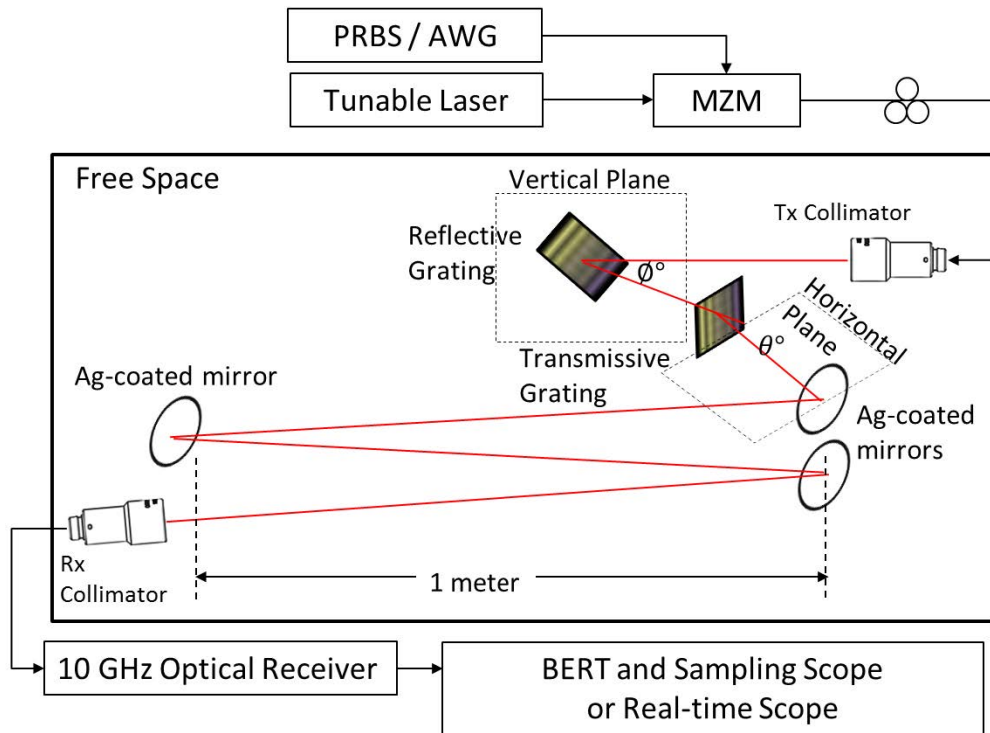 PRBS / AWG
Tunable Laser
MZM
Free Space
Vertical Plane
Tx Collimator
Reflective
Grating
Ø°
Horizontal
Plane
θ°
Transmissive
Grating
Ag-coated mirror
Ag-coated
mirrors
Rx
Collimator
1 meter
10 GHz Optical Receiver
BERT and Sampling Scope
or Real-time Scope